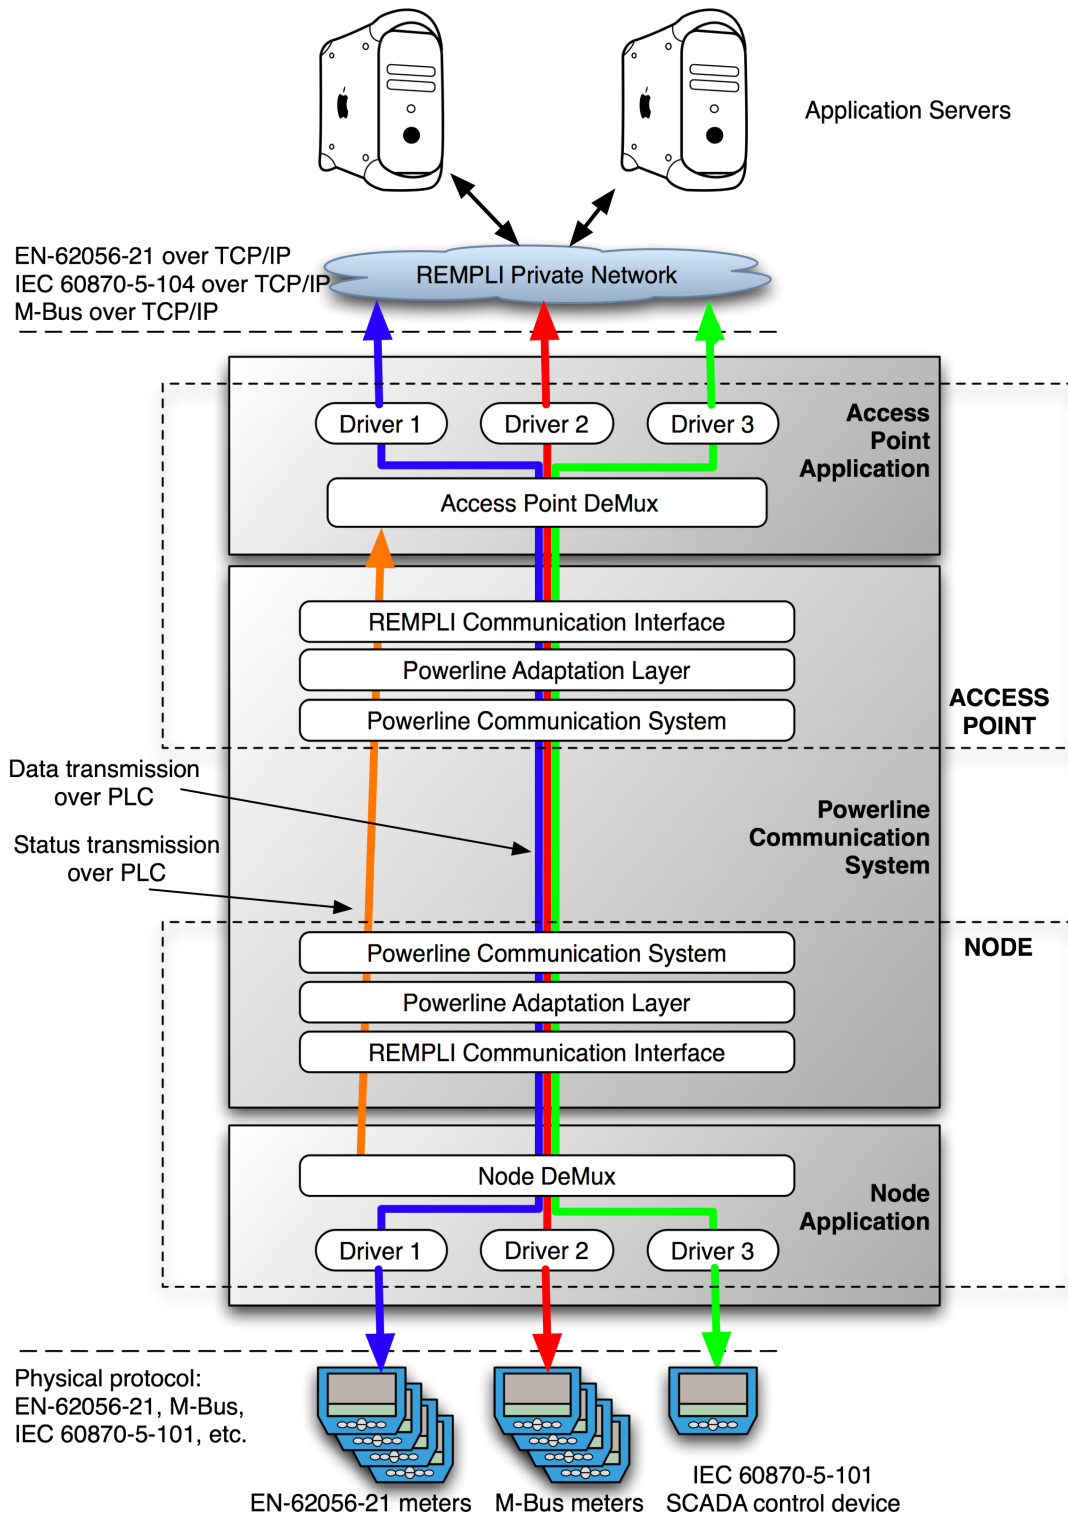 Application Servers
EN-62056-21 over TCP/IP
IEC 60870-5-104 over TCP/IP
M-Bus over TCP/IP
REMPLI Private Network
Driver 1
Driver 2
Driver 3
Access
Point
Application
Access Point DeMux
REMPLI Communication Interface
Powerline Adaptation Layer
Powerline Communication System
ACCESS
POINT
Data transmission
over PLC
Powerline
Communication
System
Status transmission
over PLC
NODE
Powerline Communication System
Powerline Adaptation Layer
REMPLI Communication Interface
Node DeMux
Node
Application
Driver 1
Driver 2
Driver 3
Physical protocol:
EN-62056-21, M-Bus,
IEC 60870-5-101, etc.
EN-62056-21 meters
M-Bus meters
IEC 60870-5-101
SCADA control device